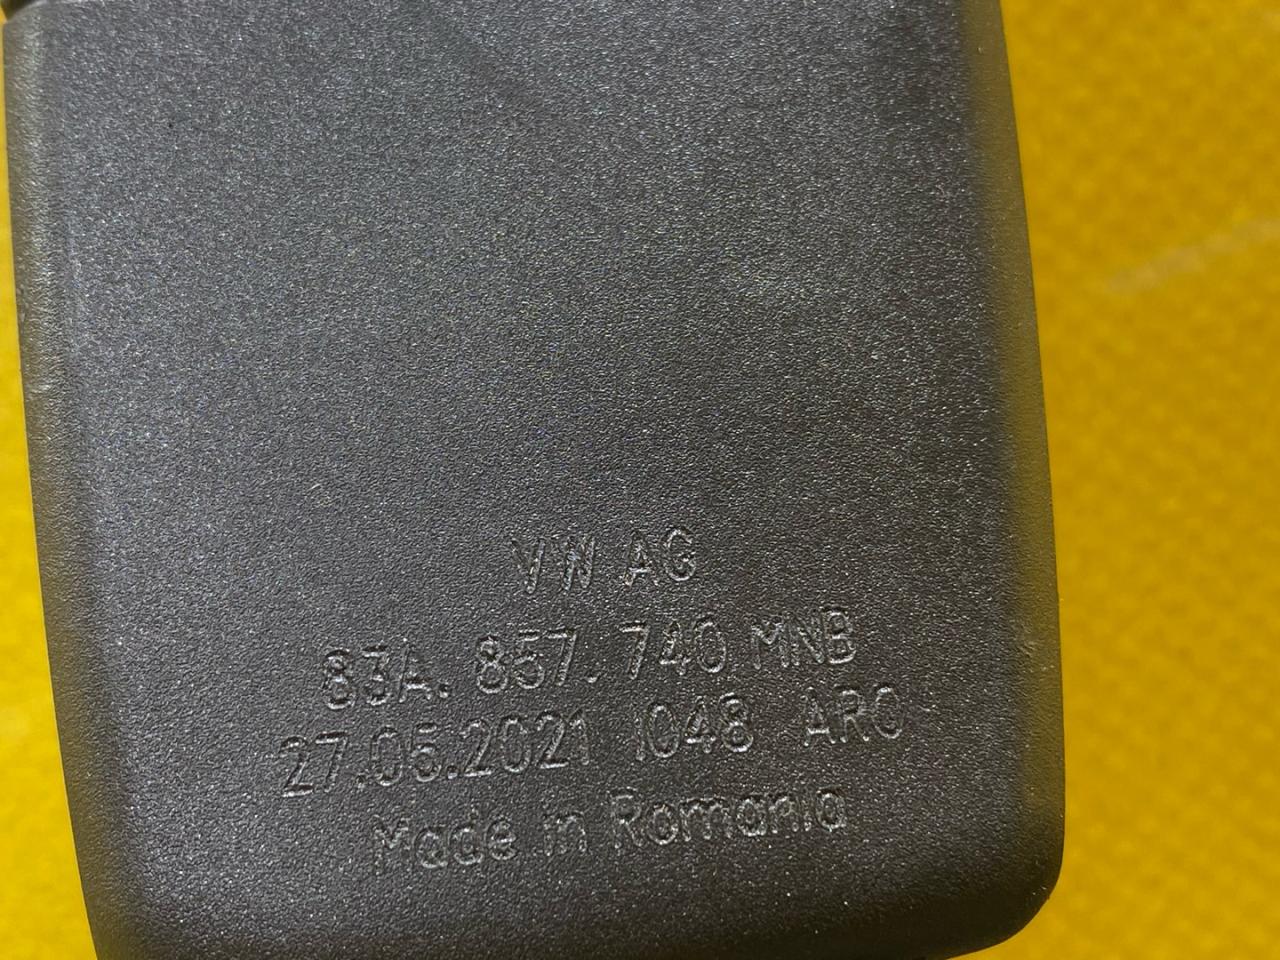 VW AG
83A. 857. 740 MNB
27.05.2021 1048 ARO
Made in Romania